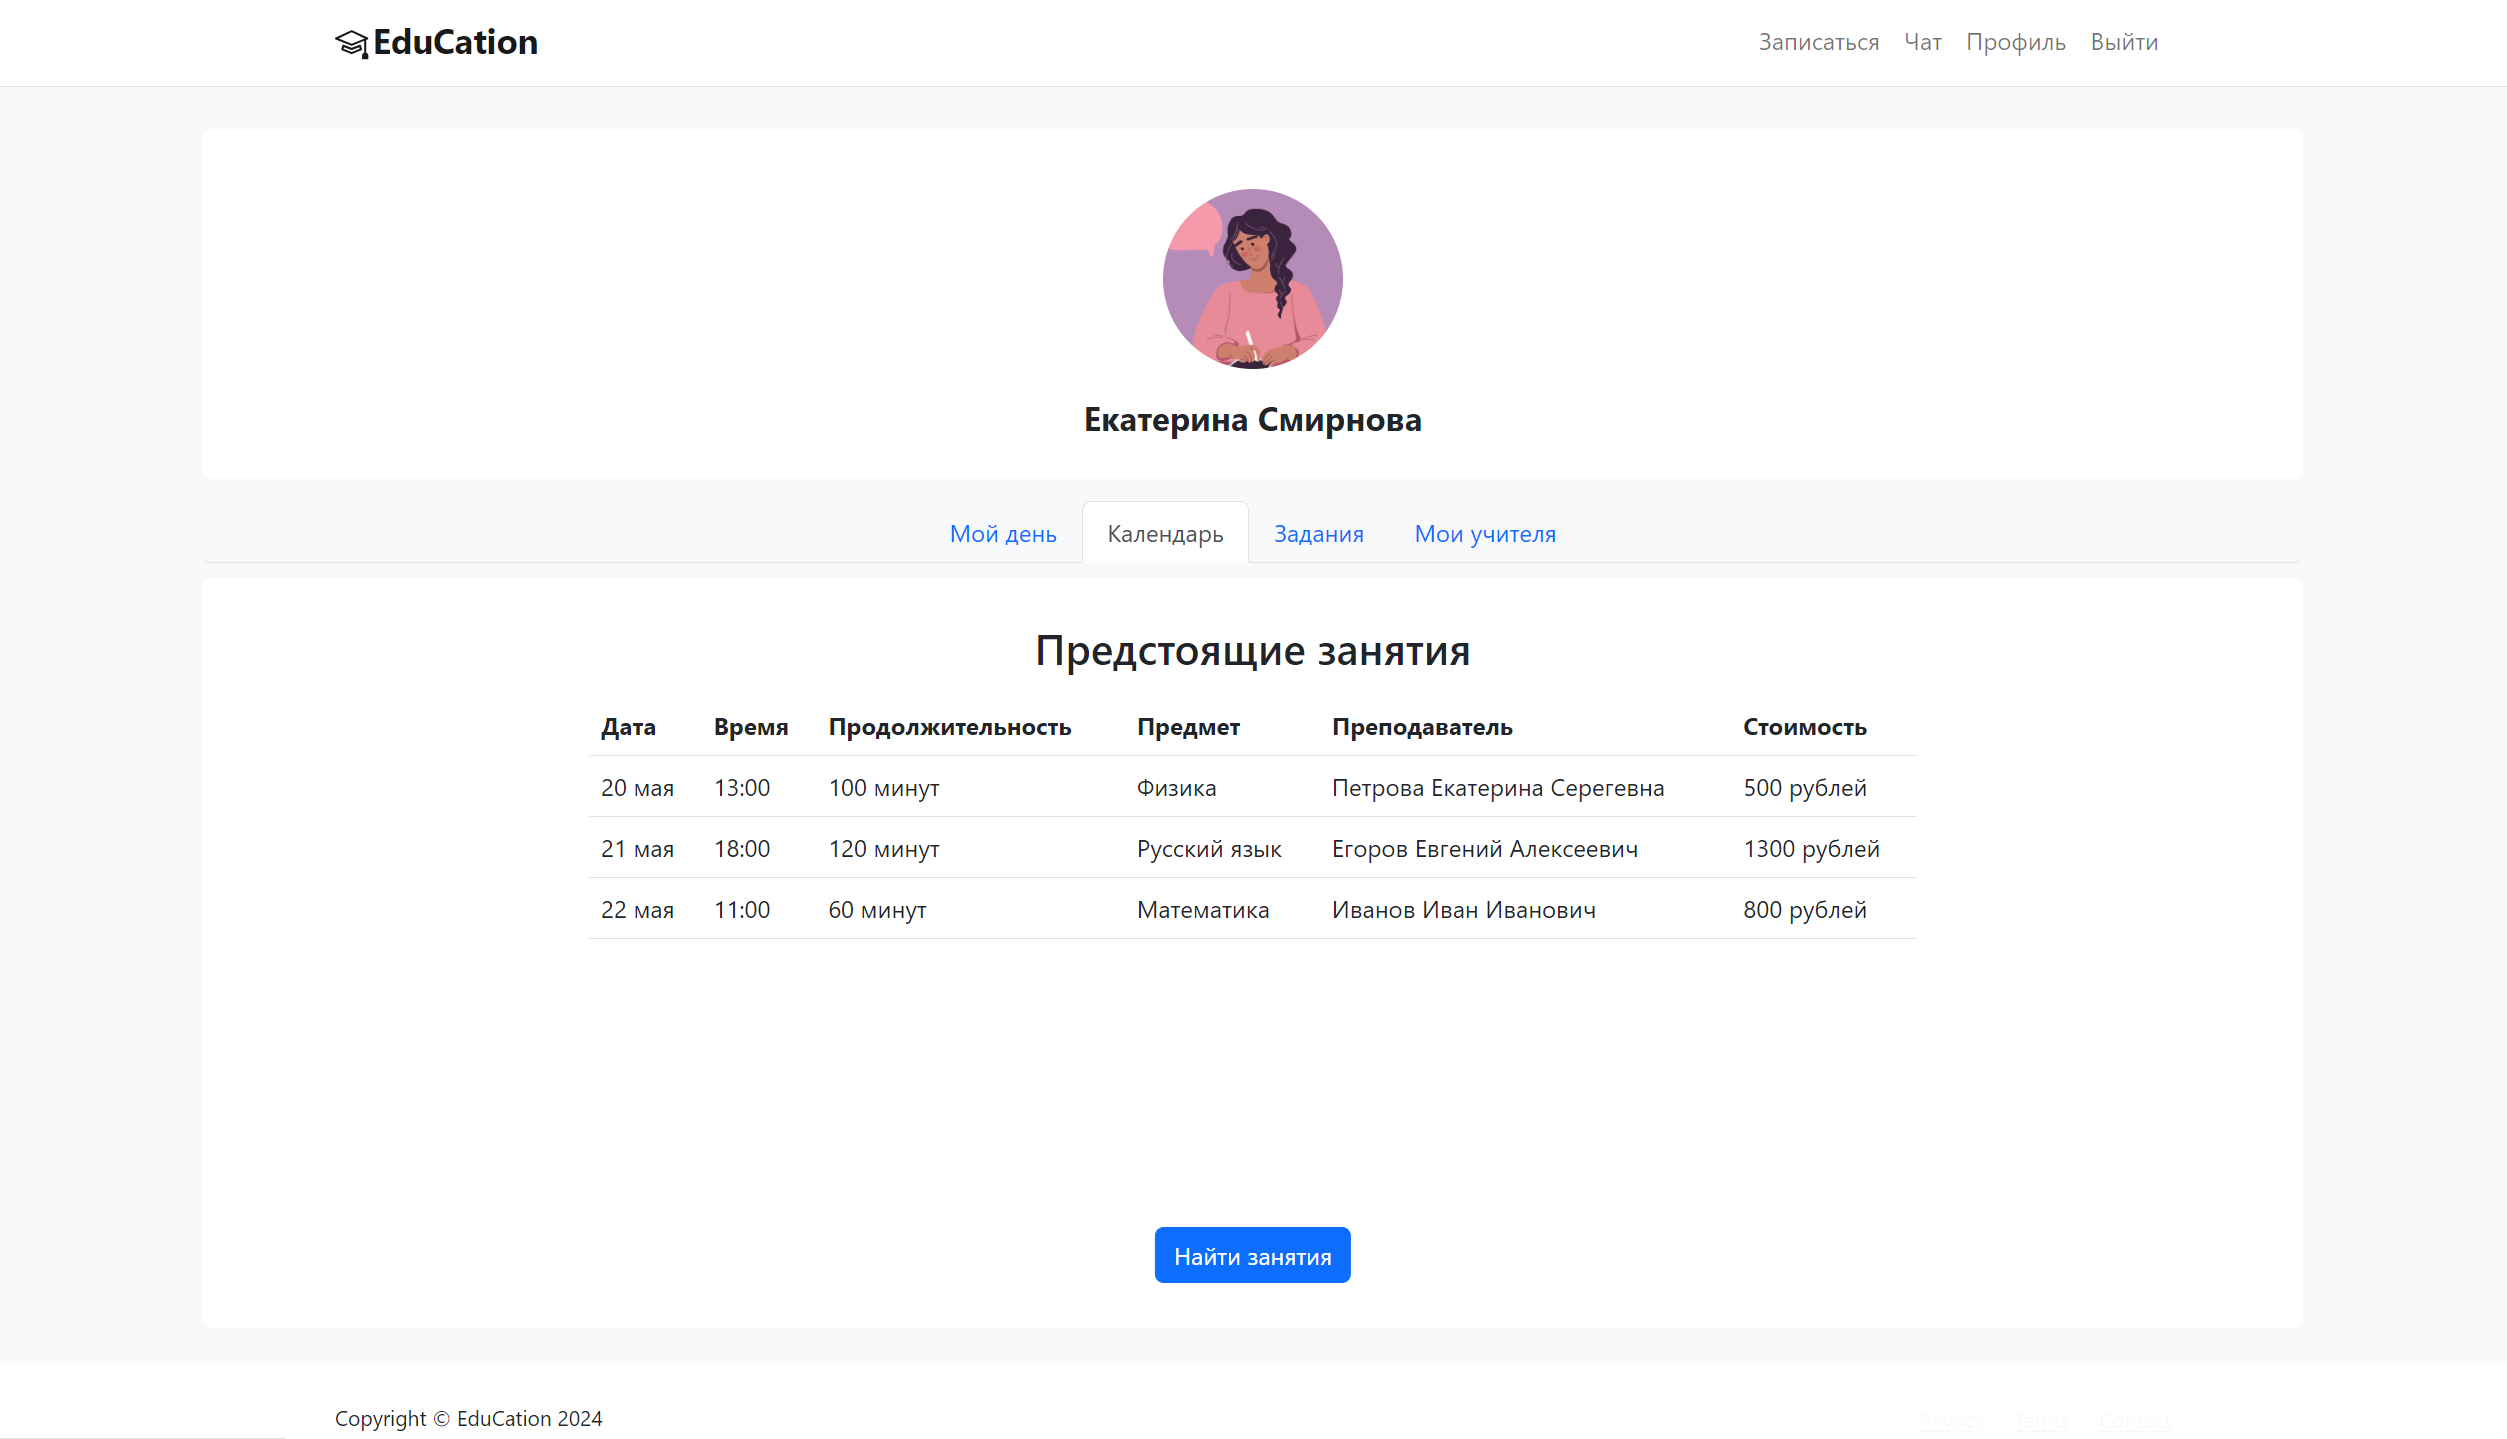 EduCation
Записаться Чат Профиль Выйти
Екатерина Смирнова
Мой день Календарь Задания Мои учителя
Предстоящие занятия
Дата Время Продолжительность Предмет Преподаватель Стоимость
20 мая 13:00 100 минут Физика Петрова Екатерина Серегевна 500 рублей
21 мая 18:00 120 минут Русский язык Егоров Евгений Алексеевич 1300 рублей
22 мая 11:00 60 минут Математика Иванов Иван Иванович 800 рублей
Найти занятия
Copyright © EduCation 2024 Privacy Terms Contact